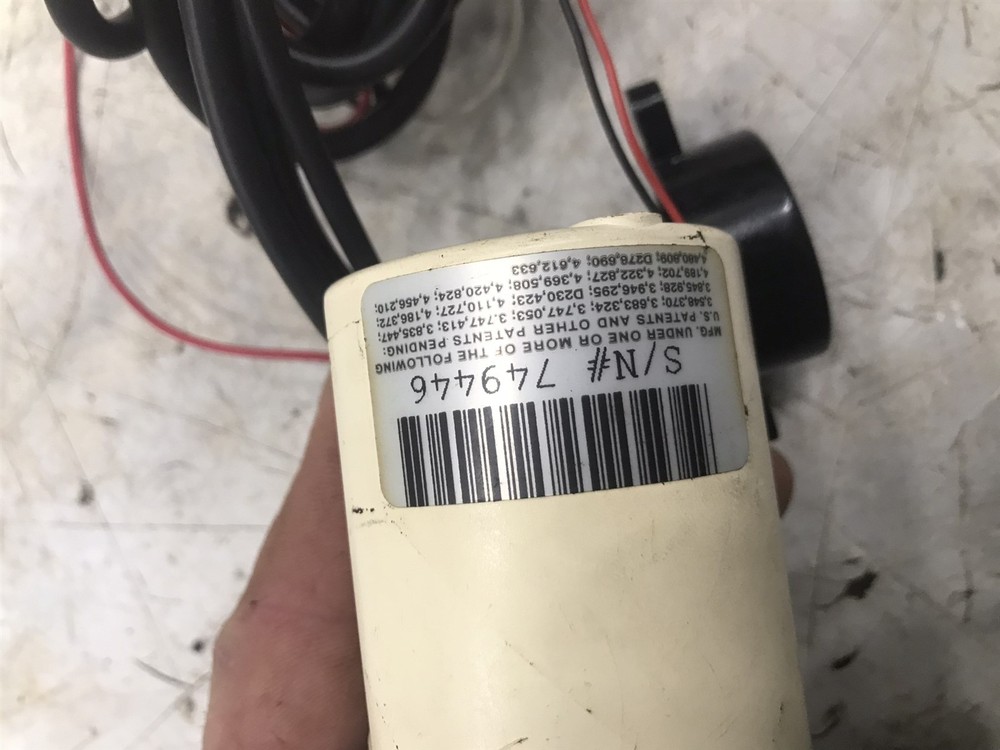 S/N# 749446
MFG. UNDER ONE OR MORE OF THE FOLLOWING
U.S. PATENTS AND OTHER PATENTS PENDING:
3,548,370; 3,683,324; 3,747,053; 3,747,413; 3,835,447;
3,845,928; 3,946,295; D230,423; 4,110,727; 4,186,372;
4,189,702; 4,322,827; 4,369,508; 4,420,824; 4,456,210;
4,460,809; D276,690; 4,612,633